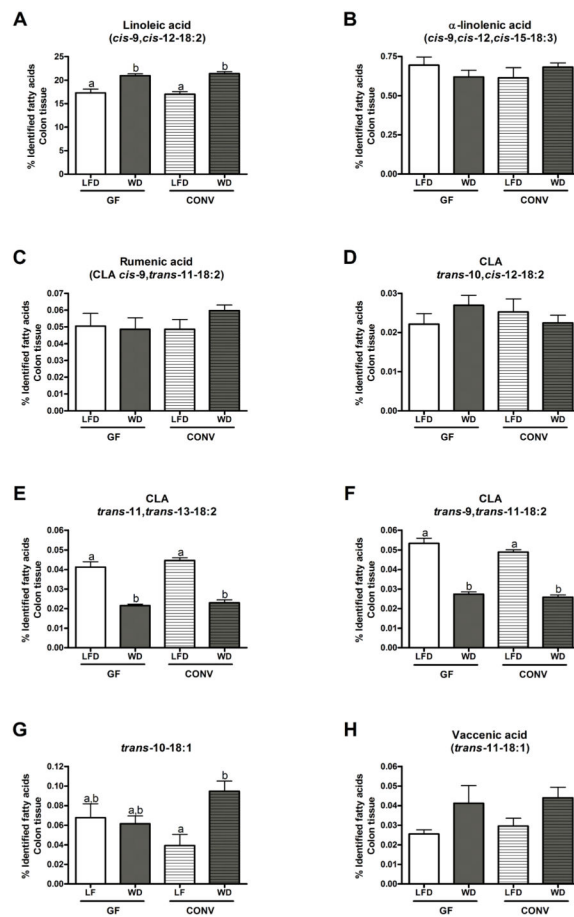 A
Linoleic acid
(cis-9,cis-12-18:2)
% Identified fatty acids
Colon tissue
25
20
15
10
5
0
a
b
a
b
LFD WD LFD WD
GF CONV
B
α-linolenic acid
(cis-9,cis-12,cis-15-18:3)
% Identified fatty acids
Colon tissue
0.75
0.50
0.25
0.00
LFD WD LFD WD
GF CONV
C
Rumenic acid
(CLA cis-9,trans-11-18:2)
% Identified fatty acids
Colon tissue
0.07
0.06
0.05
0.04
0.03
0.02
0.01
0.00
LFD WD LFD WD
GF CONV
D
CLA
trans-10,cis-12-18:2
% Identified fatty acids
Colon tissue
0.03
0.02
0.01
0.00
LFD WD LFD WD
GF CONV
E
CLA
trans-11,trans-13-18:2
% Identified fatty acids
Colon tissue
0.06
0.05
0.04
0.03
0.02
0.01
0.00
a
b
a
b
LFD WD LFD WD
GF CONV
F
CLA
trans-9,trans-11-18:2
% Identified fatty acids
Colon tissue
0.06
0.05
0.04
0.03
0.02
0.01
0.00
a
b
a
b
LFD WD LFD WD
GF CONV
G
trans-10-18:1
% Identified fatty acids
Colon tissue
0.12
0.10
0.08
0.06
0.04
0.02
0.00
a,b
a,b
a
b
LF WD LF WD
GF CONV
H
Vaccenic acid
(trans-11-18:1)
% Identified fatty acids
Colon tissue
0.06
0.05
0.04
0.03
0.02
0.01
0.00
LFD WD LFD WD
GF CONV